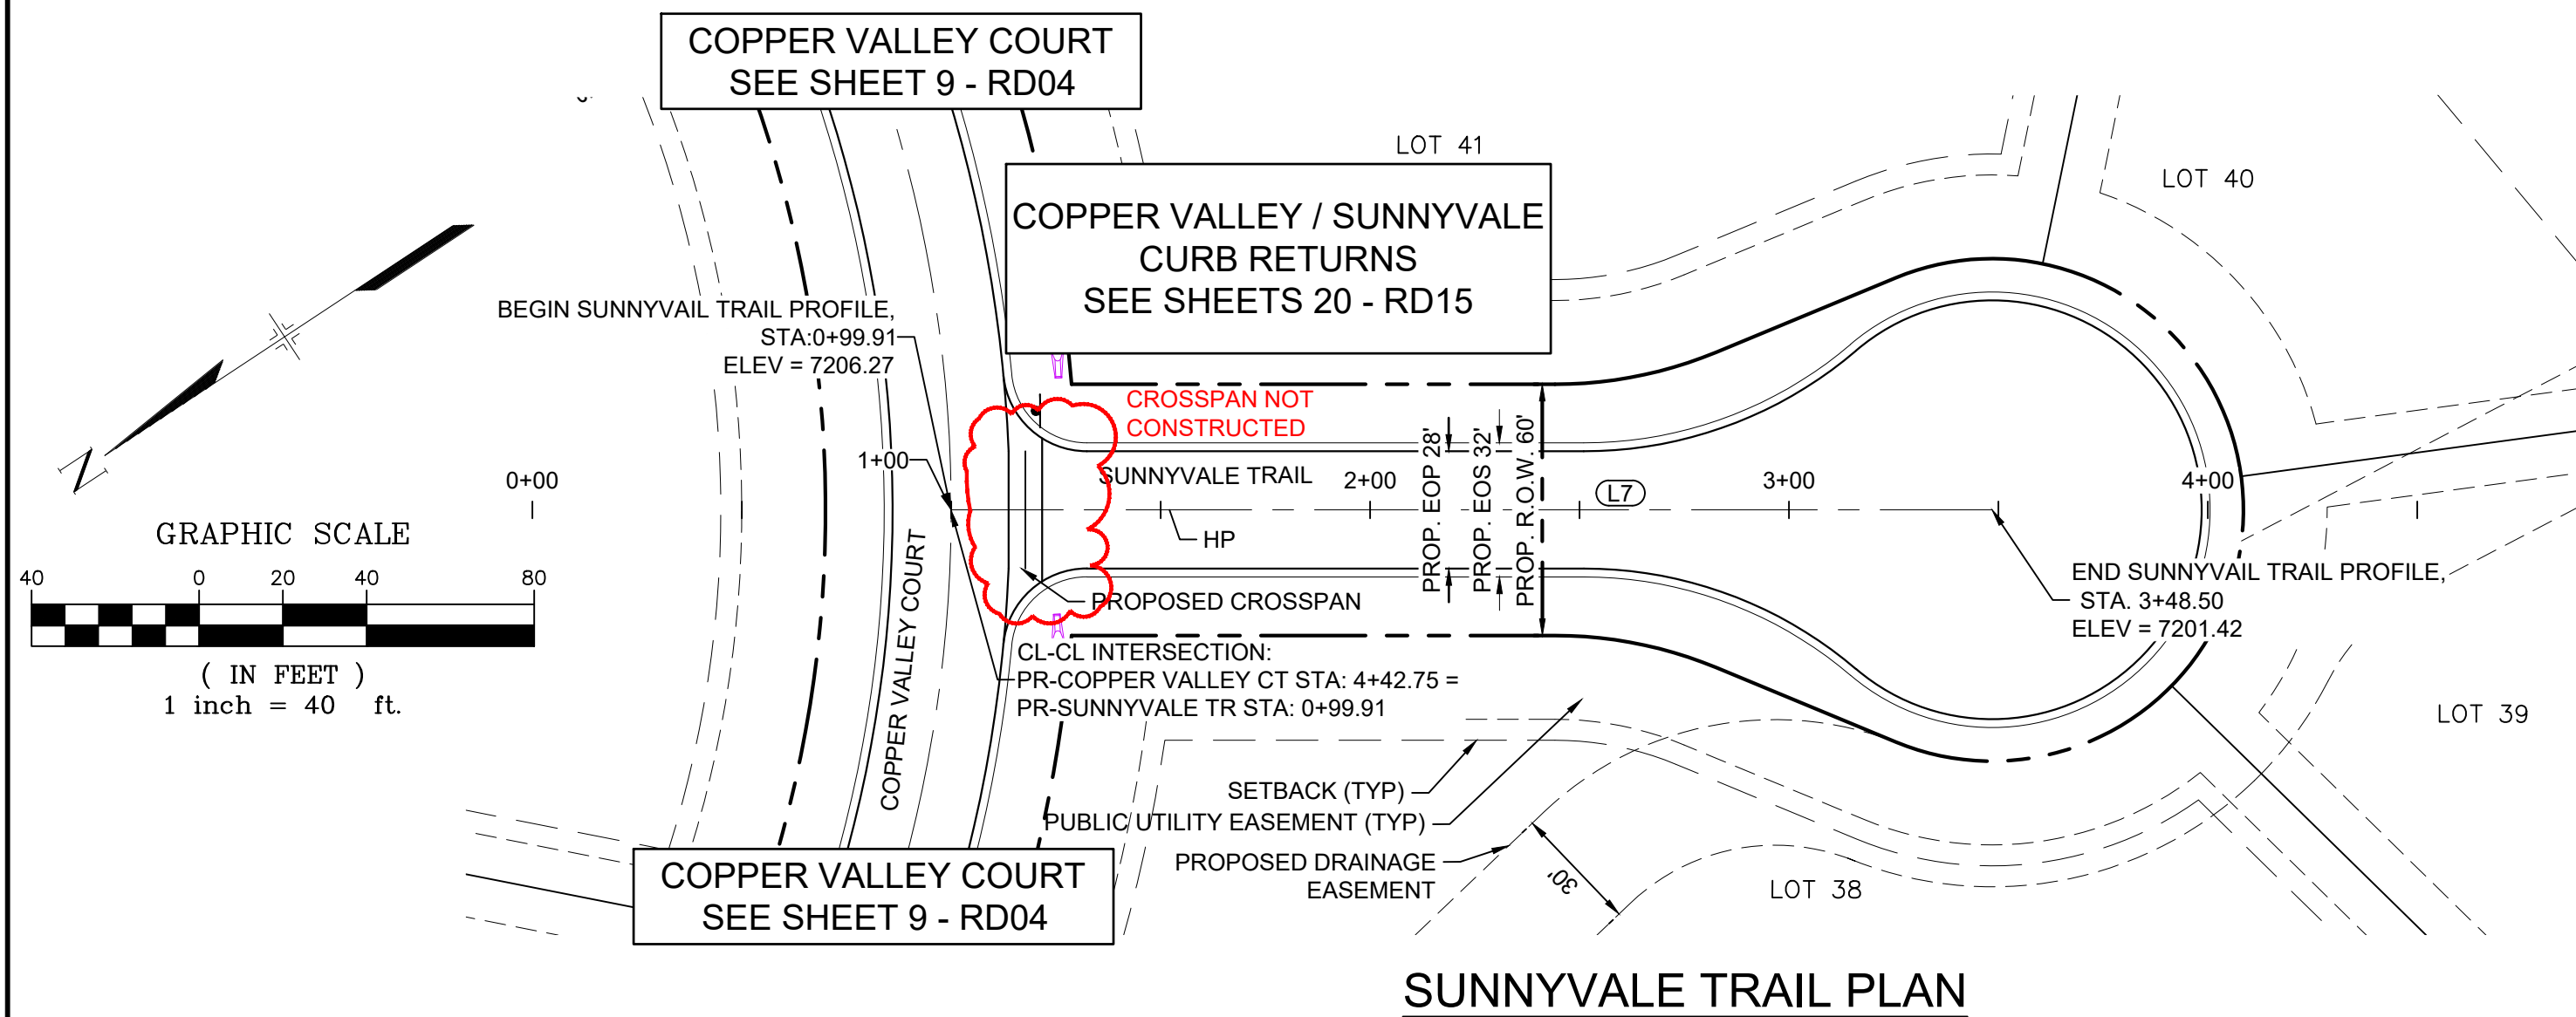 COPPER VALLEY COURT
SEE SHEET 9 - RD04
LOT 41
LOT 40
COPPER VALLEY / SUNNYVALE
CURB RETURNS
SEE SHEETS 20 - RD15
BEGIN SUNNYVAIL TRAIL PROFILE,
STA:0+99.91
ELEV = 7206.27
CROSSPAN NOT
CONSTRUCTED
N
0+00
1+00
SUNNYVALE TRAIL
2+00
PROP. EOP 28'
PROP. EOS 32'
PROP. R.O.W. 60'
L7
3+00
4+00
HP
GRAPHIC SCALE
40 0 20 40 80
( IN FEET )
1 inch = 40 ft.
COPPER VALLEY COURT
PROPOSED CROSSPAN
END SUNNYVAIL TRAIL PROFILE,
STA. 3+48.50
ELEV = 7201.42
CL-CL INTERSECTION:
PR-COPPER VALLEY CT STA: 4+42.75 =
PR-SUNNYVALE TR STA: 0+99.91
LOT 39
SETBACK (TYP)
PUBLIC UTILITY EASEMENT (TYP)
PROPOSED DRAINAGE
EASEMENT
30'
LOT 38
COPPER VALLEY COURT
SEE SHEET 9 - RD04
SUNNYVALE TRAIL PLAN